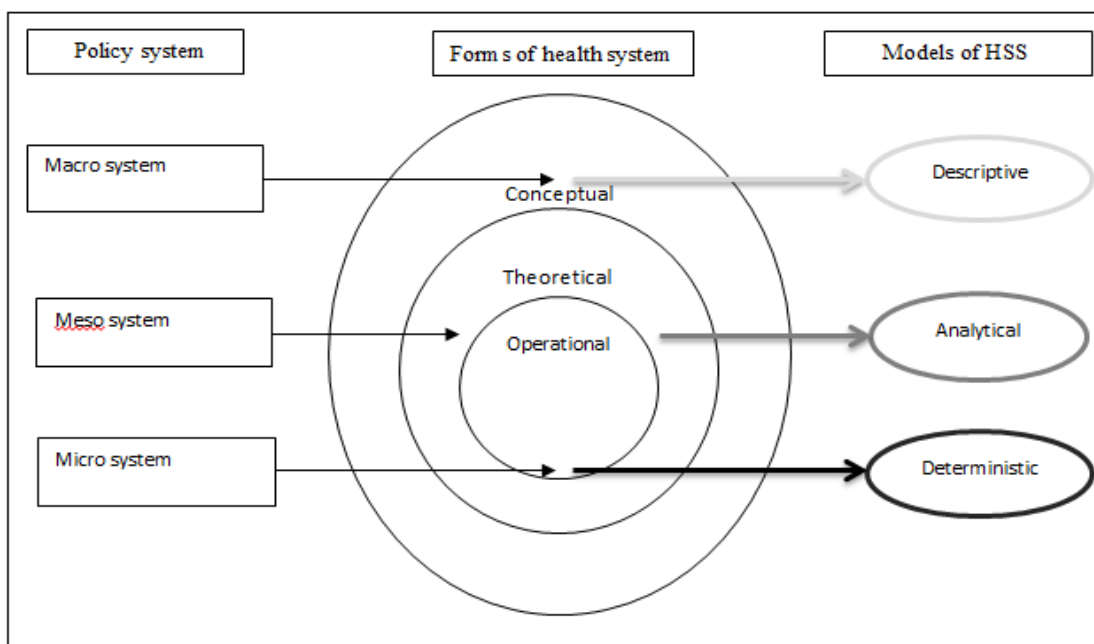 Policy system
Forms of health system
Models of HSS
Macro system
Conceptual
Descriptive
Meso system
Theoretical
Operational
Analytical
Micro system
Deterministic